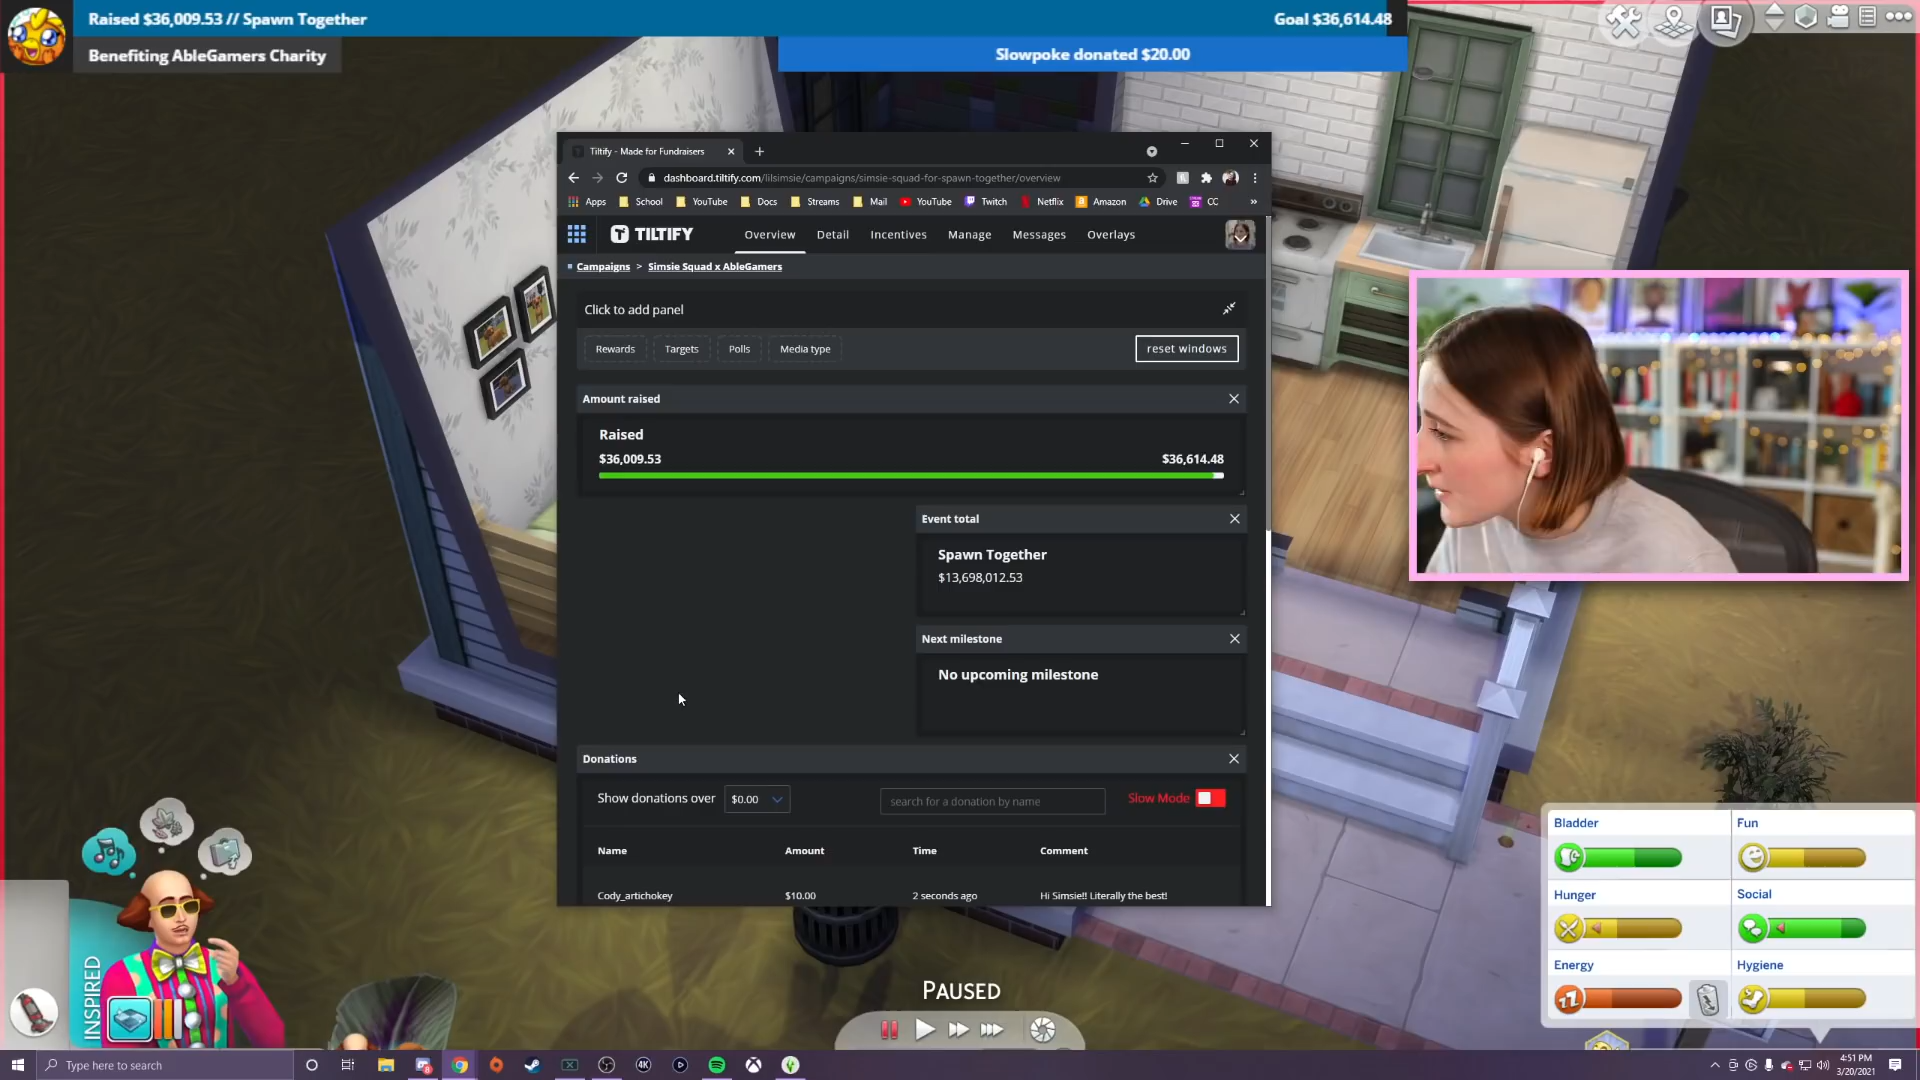 Raised $36,009.53 // Spawn Together
Goal $36,614.48
Benefiting AbleGamers Charity
Slowpoke donated $20.00
Tiltify - Made for Fundraisers
dashboard.tiltify.com/lilsimsie/campaigns/simsie-squad-for-spawn-together/overview
Apps School YouTube Docs Streams Mail YouTube Twitch Netflix Amazon Drive CC »
TILTIFY Overview Detail Incentives Manage Messages Overlays
Campaigns > Simsie Squad x AbleGamers
Click to add panel
Rewards Targets Polls Media type reset windows
Amount raised
Raised
$36,009.53 $36,614.48
Event total
Spawn Together
$13,698,012.53
Next milestone
No upcoming milestone
Donations
Show donations over $0.00 search for a donation by name Slow Mode
Name Amount Time Comment
Cody_artichokey $10.00 2 seconds ago Hi Simsie!! Literally the best!
Bladder Fun
Hunger Social
Energy Hygiene
INSPIRED
PAUSED
Type here to search
4K
4:51 PM
3/20/2021